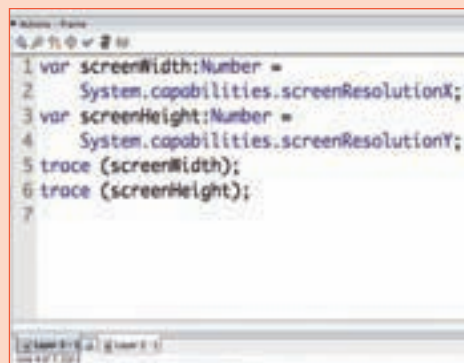 Actions - Frame
1 var screenWidth:Number =
2 System.capabilities.screenResolutionX;
3 var screenHeight:Number =
4 System.capabilities.screenResolutionY;
5 trace (screenWidth);
6 trace (screenHeight);
7